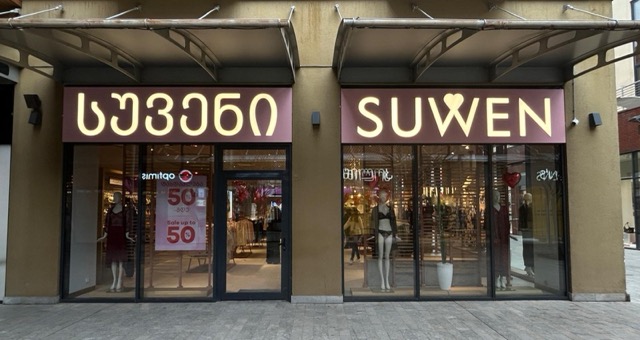 სუვენი
SUWEN
optimis
50
Sale up to
50